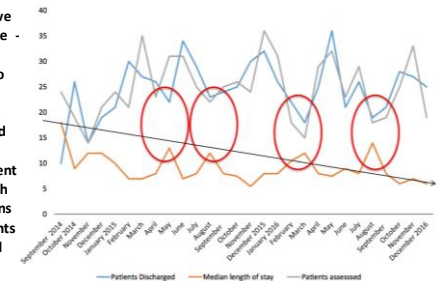 ve
e -
o
d
ent
h
ns
nts
40
35
30
25
20
15
10
5
0
September 2014
October 2014
November
December
January 2015
February
March
April
May
June
July
August
September
October
November
December 2015
January 2016
February
March
April
May
June
July
August
September
October
November
December 2016
Patients Discharged
Median length of stay
Patients assesssed